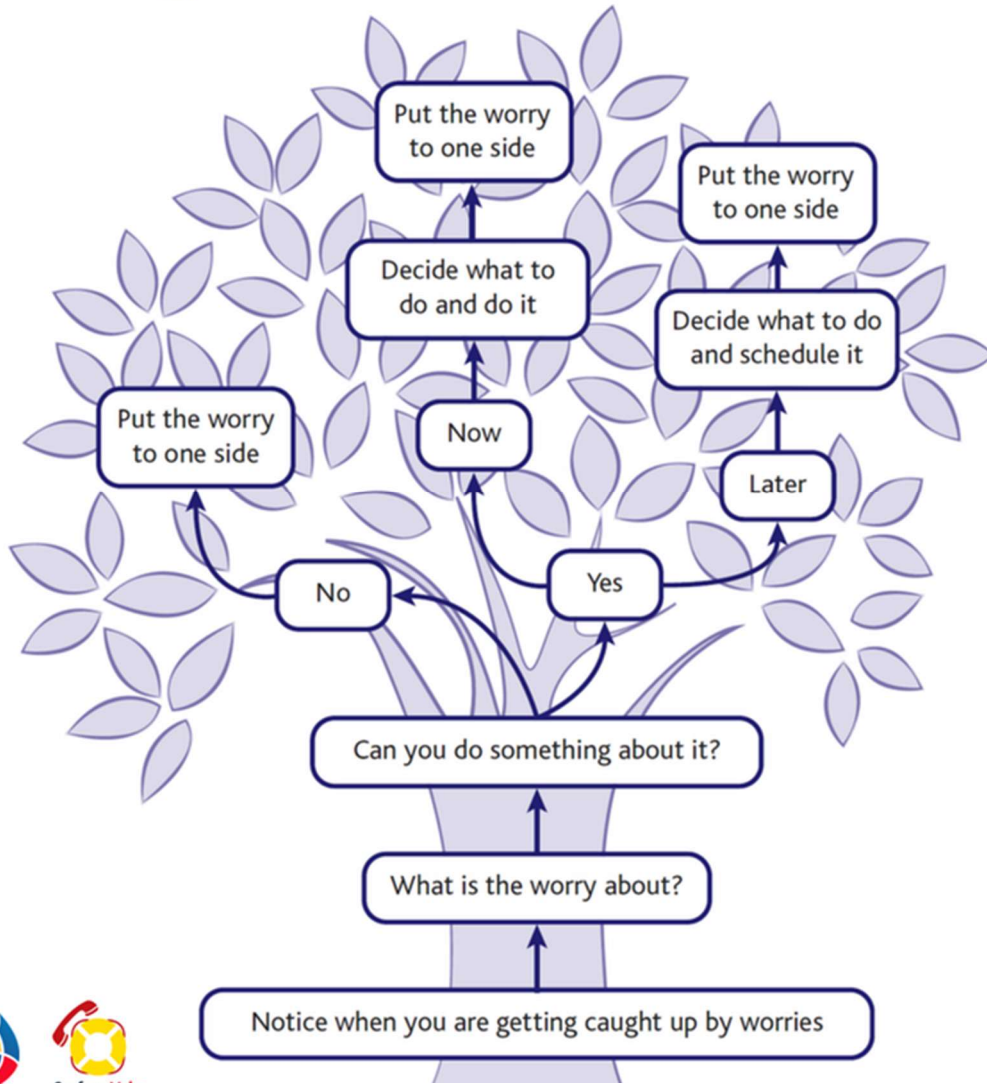 Put the worry
to one side
Put the worry
to one side
Decide what to
do and do it
Decide what to do
and schedule it
Put the worry
to one side
Now
Later
No
Yes
Can you do something about it?
What is the worry about?
Notice when you are getting caught up by worries